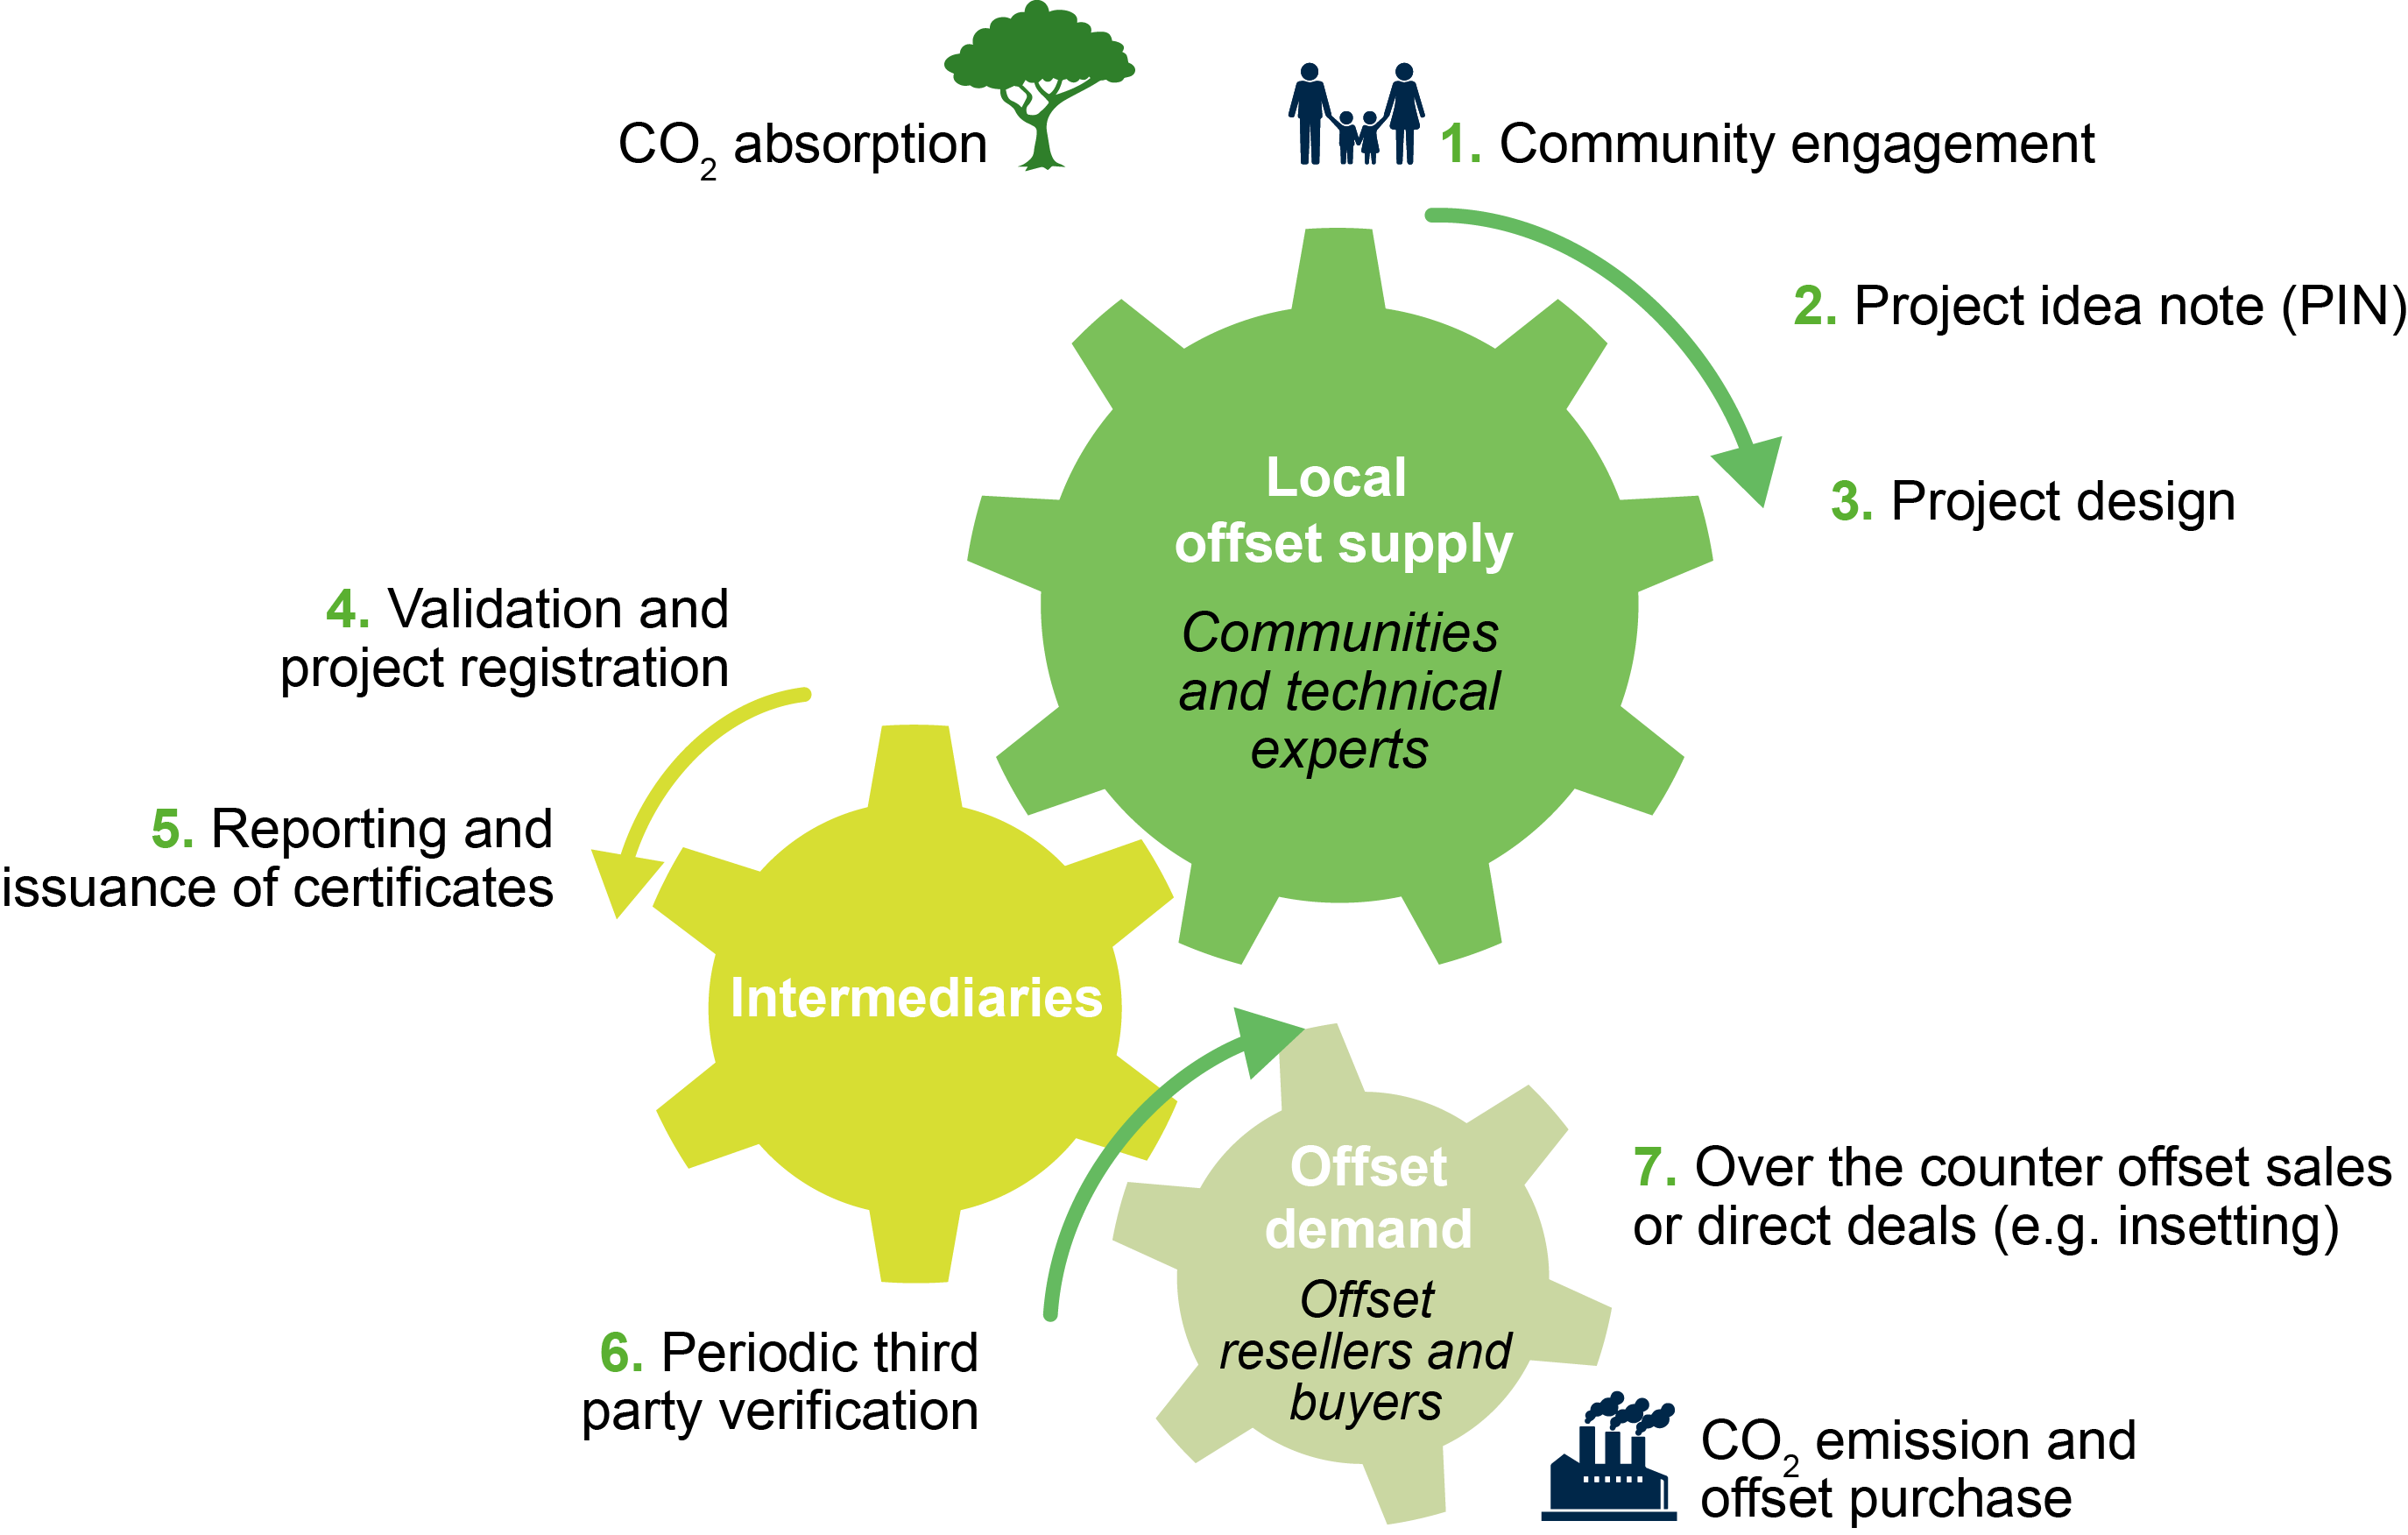 CO2 absorption
1. Community engagement
2. Project idea note (PIN)
3. Project design
Local
offset supply
Communities
and technical
experts
4. Validation and
project registration
5. Reporting and
issuance of certificates
Intermediaries
6. Periodic third
party verification
Offset
demand
Offset
resellers and
buyers
7. Over the counter offset sales
or direct deals (e.g. insetting)
CO2 emission and
offset purchase